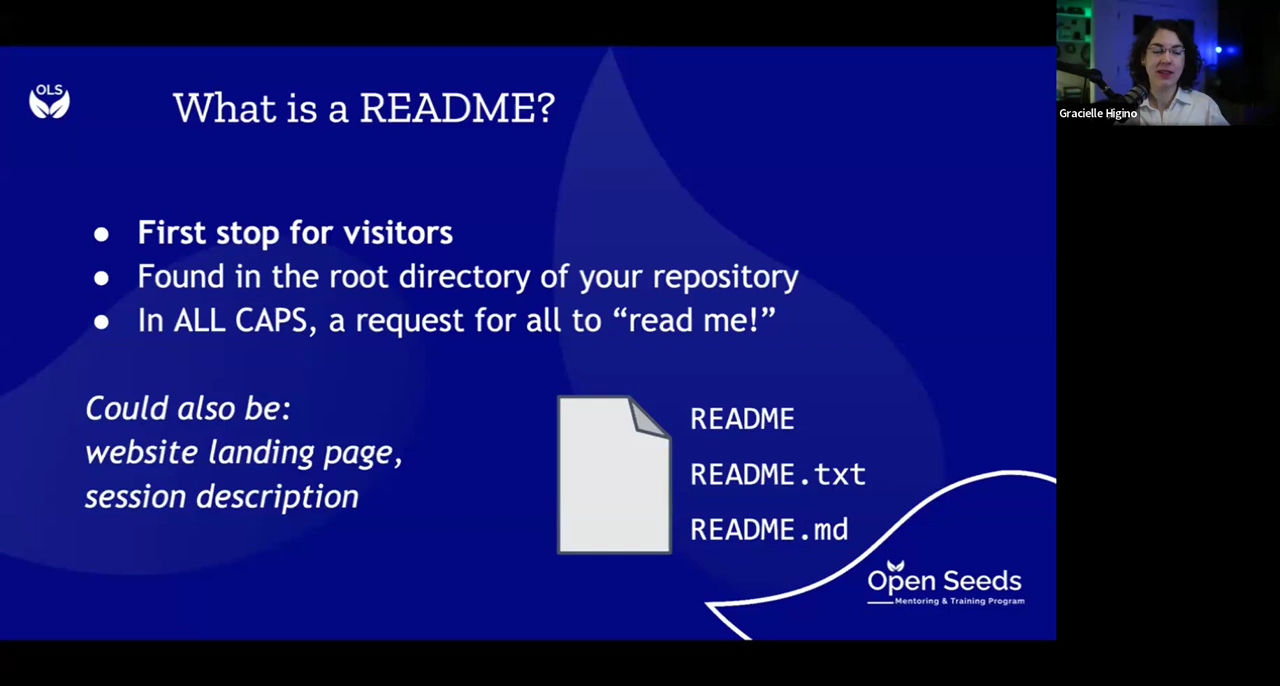 OLS
What is a README?
● First stop for visitors
● Found in the root directory of your repository
● In ALL CAPS, a request for all to “read me!”
Could also be:
website landing page,
session description
README
README.txt
README.md
Open Seeds
Mentoring & Training Program
Gracielle Higino